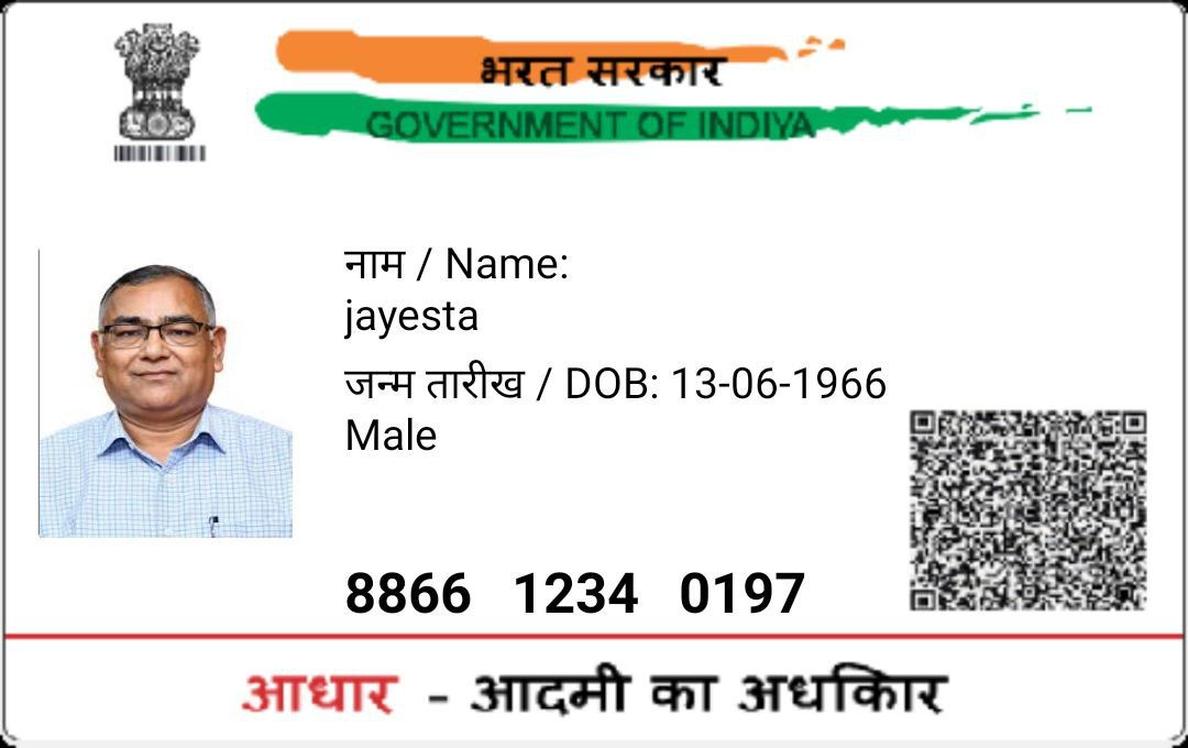 भरत सरकार
GOVERNMENT OF INDIYA
नाम / Name:
jayesta
जन्म तारीख / DOB: 13-06-1966
Male
8866 1234 0197
आधार - आदमी का अधकिार